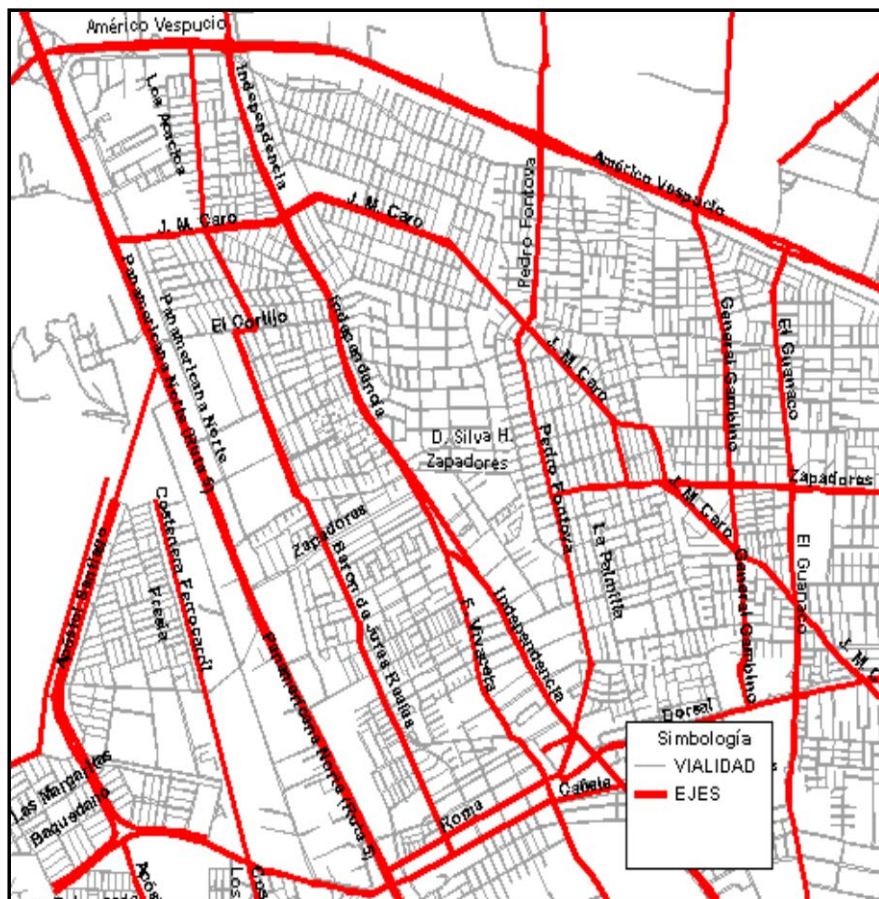 Américo Vespucio
Independencia
J. M. Caro
J. M. Caro
Pedro Fontova
Américo Vespucio
Panamericana Norte (Ruta 5)
Panamericana Norte
El Cortijo
Independencia
J. M. Caro
General Gambino
El Guanaco
D. Silva H.
Zapadores
Pedro Fontova
Zapadores
J. M. Caro
Zapadores
Costanera Ferrocarril
Fresia
Apóstol Santiago
Barón de Juras Reales
La Palmilla
General Gambino
El Guanaco
Independencia
E. Vivaceta
Panamericana Norte (Ruta 5)
J. M. C
Dorsal
Las Margaritas
Baquedano
Roma
Cañete
Simbología
VIALIDAD
EJES
Los